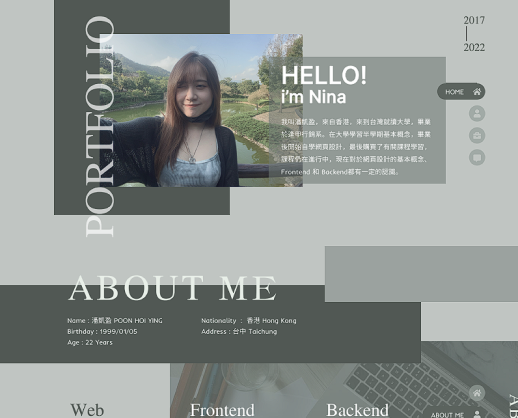 2017
2022
PORTFOLIO
HELLO!
i'm Nina
HOME
我叫潘凱盈，來自香港，來到台灣就讀大學，畢業
於逢甲行銷系。在大學學習半學期基本概念，畢業
後開始自學網頁設計，最後購買了有關課程學習，
課程仍在進行中，現在對於網頁設計的基本概念、
Frontend 和 Backend都有一定的認識。
ABOUT ME
Name : 潘凱盈 POON HOI YING
Nationality : 香港 Hong Kong
Birthday : 1999/01/05
Address : 台中 Taichung
Age : 22 Years
Web
Frontend
Backend
ABOUT ME